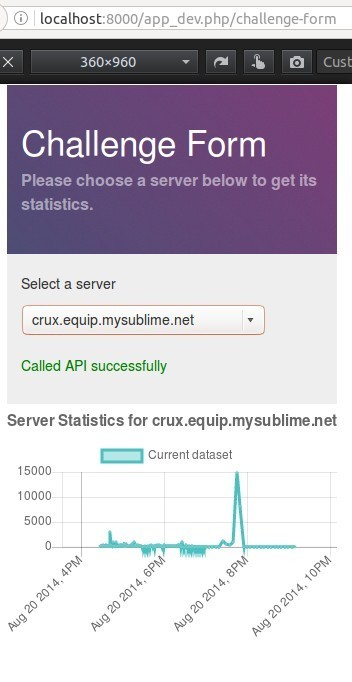 localhost:8000/app_dev.php/challenge-form
360×960
Cust
Challenge Form
Please choose a server below to get its
statistics.
Select a server
crux.equip.mysublime.net
Called API successfully
Server Statistics for crux.equip.mysublime.net
Current dataset
15000
10000
5000
0
Aug 20 2014, 4PM
Aug 20 2014, 6PM
Aug 20 2014, 8PM
Aug 20 2014, 10PM